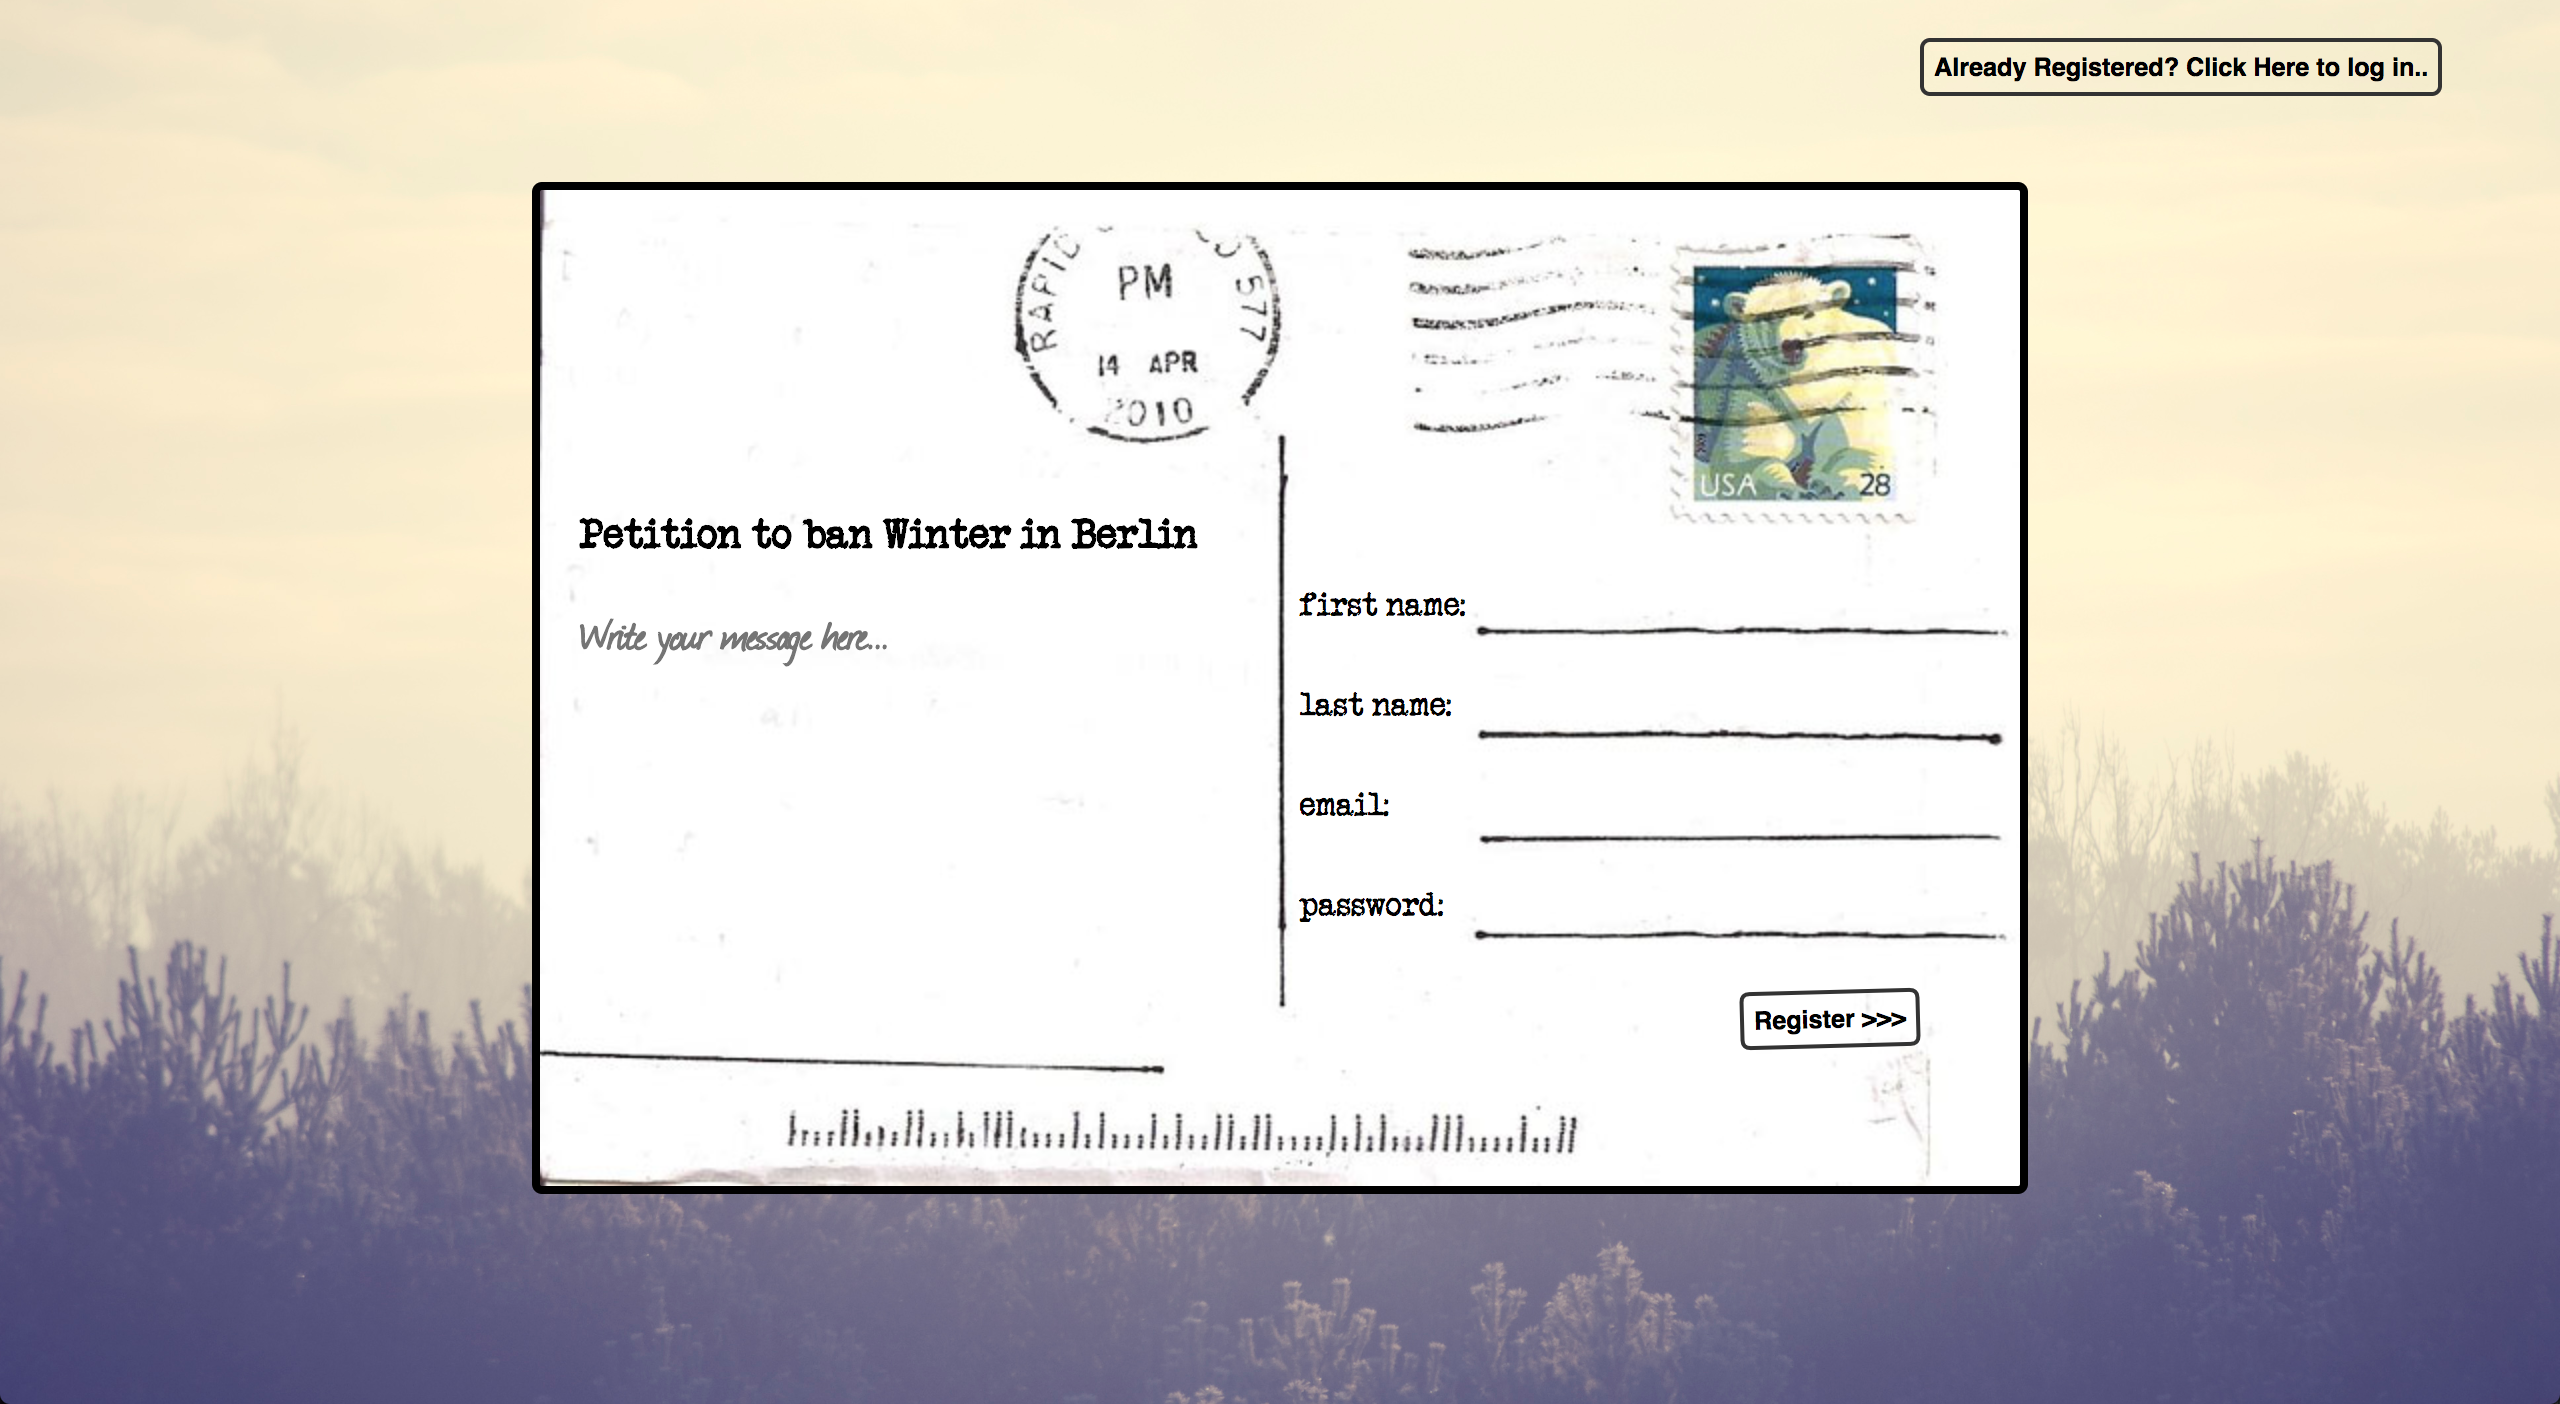 Already Registered? Click Here to log in..
RAPID
577
PM
14 APR
2010
USA 28
Petition to ban Winter in Berlin
Write your message here...
first name:
last name:
email:
password:
Register >>>